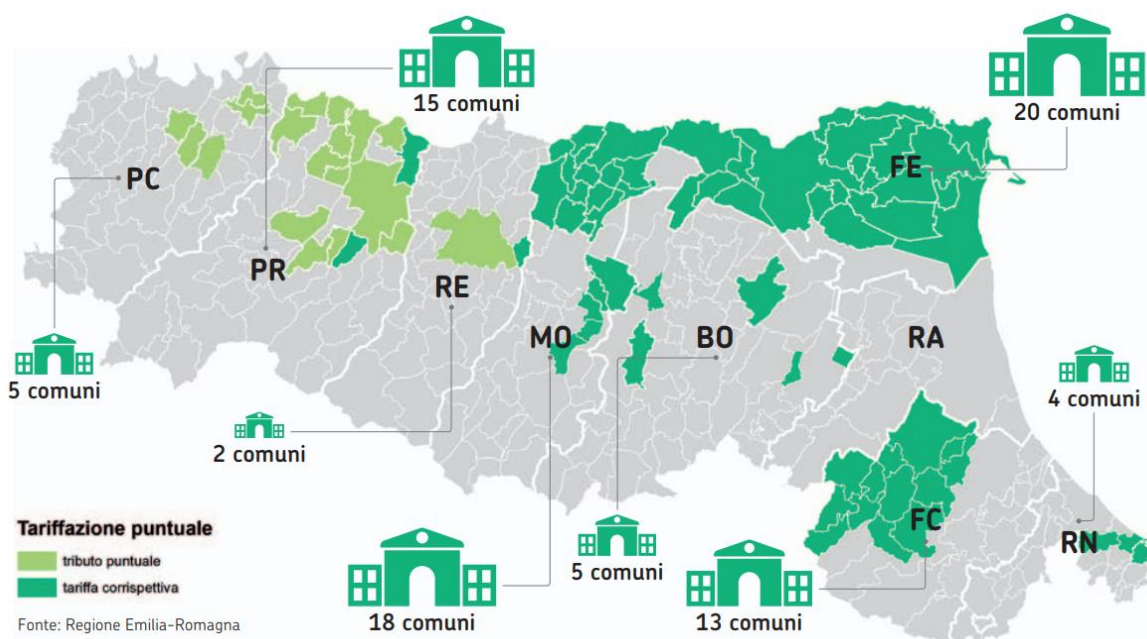 15 comuni
20 comuni
FE
PC
PR
RE
MO
BO
RA
5 comuni
4 comuni
2 comuni
FC
RN
Tariffazione puntuale
tributo puntuale
tariffa corrispettiva
5 comuni
18 comuni
13 comuni
Fonte: Regione Emilia-Romagna